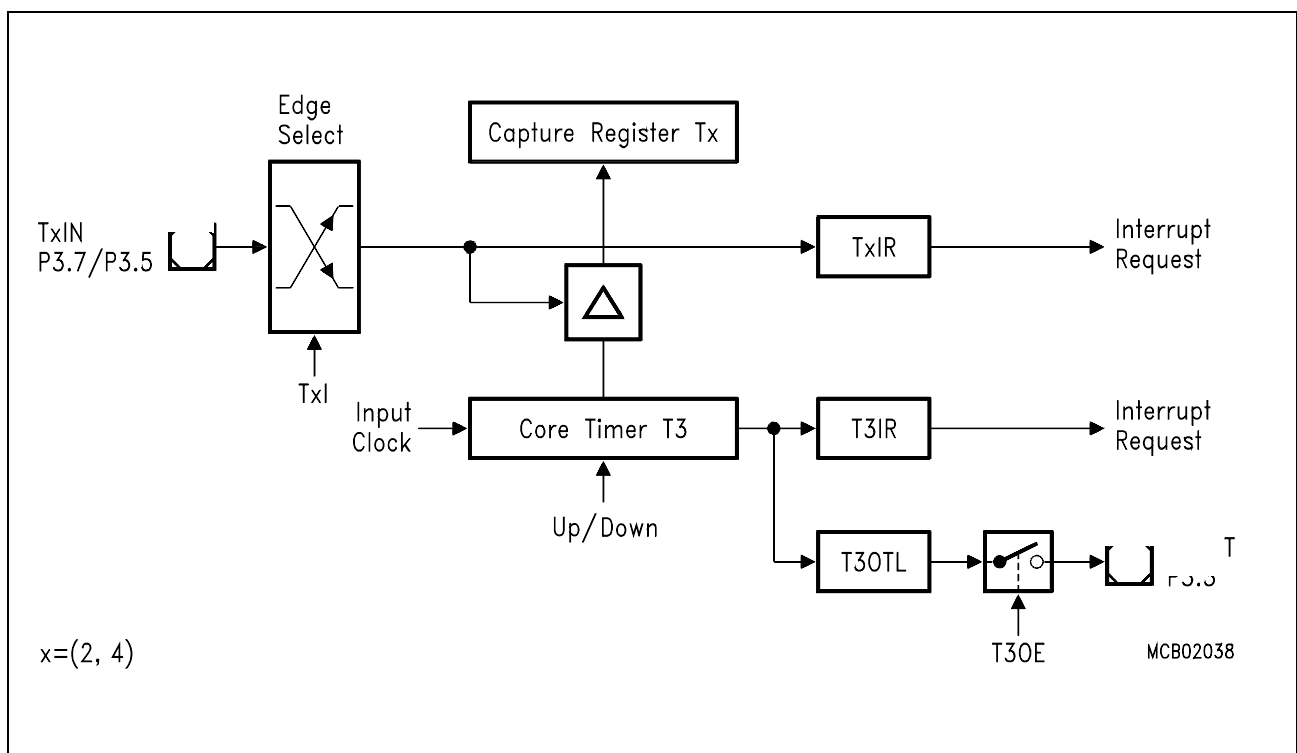 Edge
Select
Capture Register Tx
TxIN
P3.7/P3.5
TxIR
Interrupt
Request
TxI
Input
Clock
Core Timer T3
T3IR
Interrupt
Request
Up/Down
T3OTL
T
x=(2, 4)
T3OE
MCB02038